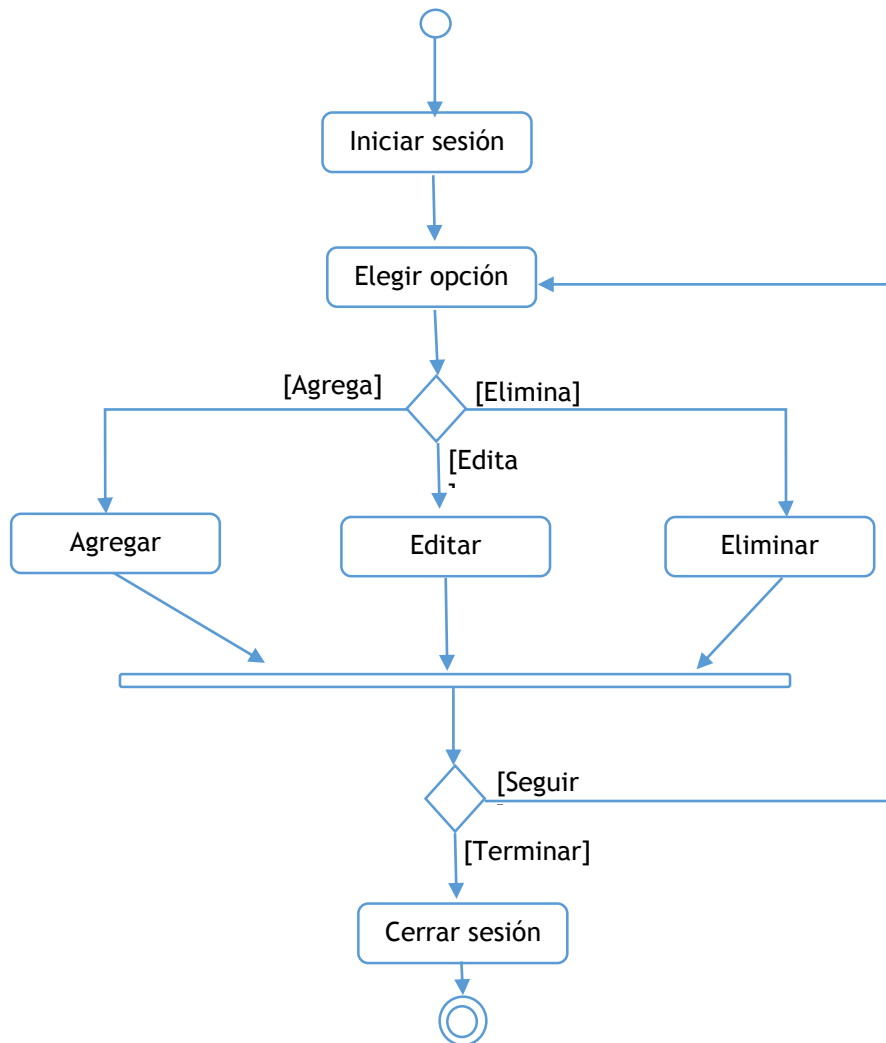 Iniciar sesión
Elegir opción
[Agrega]
[Elimina]
[Edita
Agregar
Editar
Eliminar
[Seguir
[Terminar]
Cerrar sesión